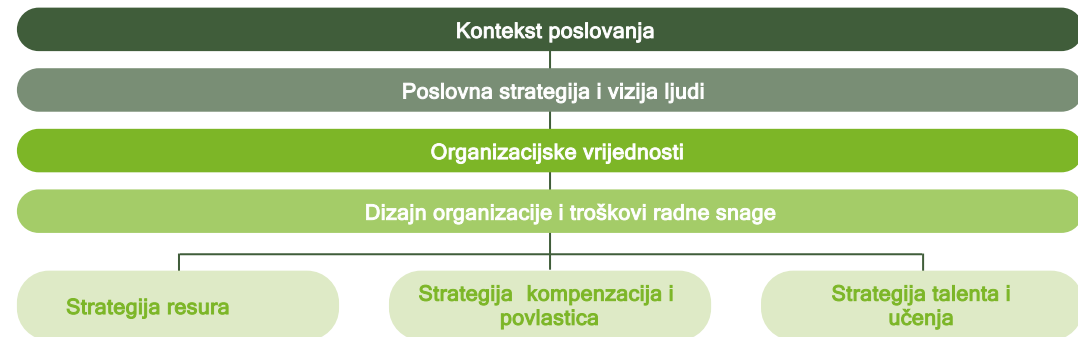 Kontekst poslovanja
Poslovna strategija i vizija ljudi
Organizacijske vrijednosti
Dizajn organizacije i troškovi radne snage
Strategija resura
Strategija  kompenzacija i
povlastica
Strategija talenta i
učenja